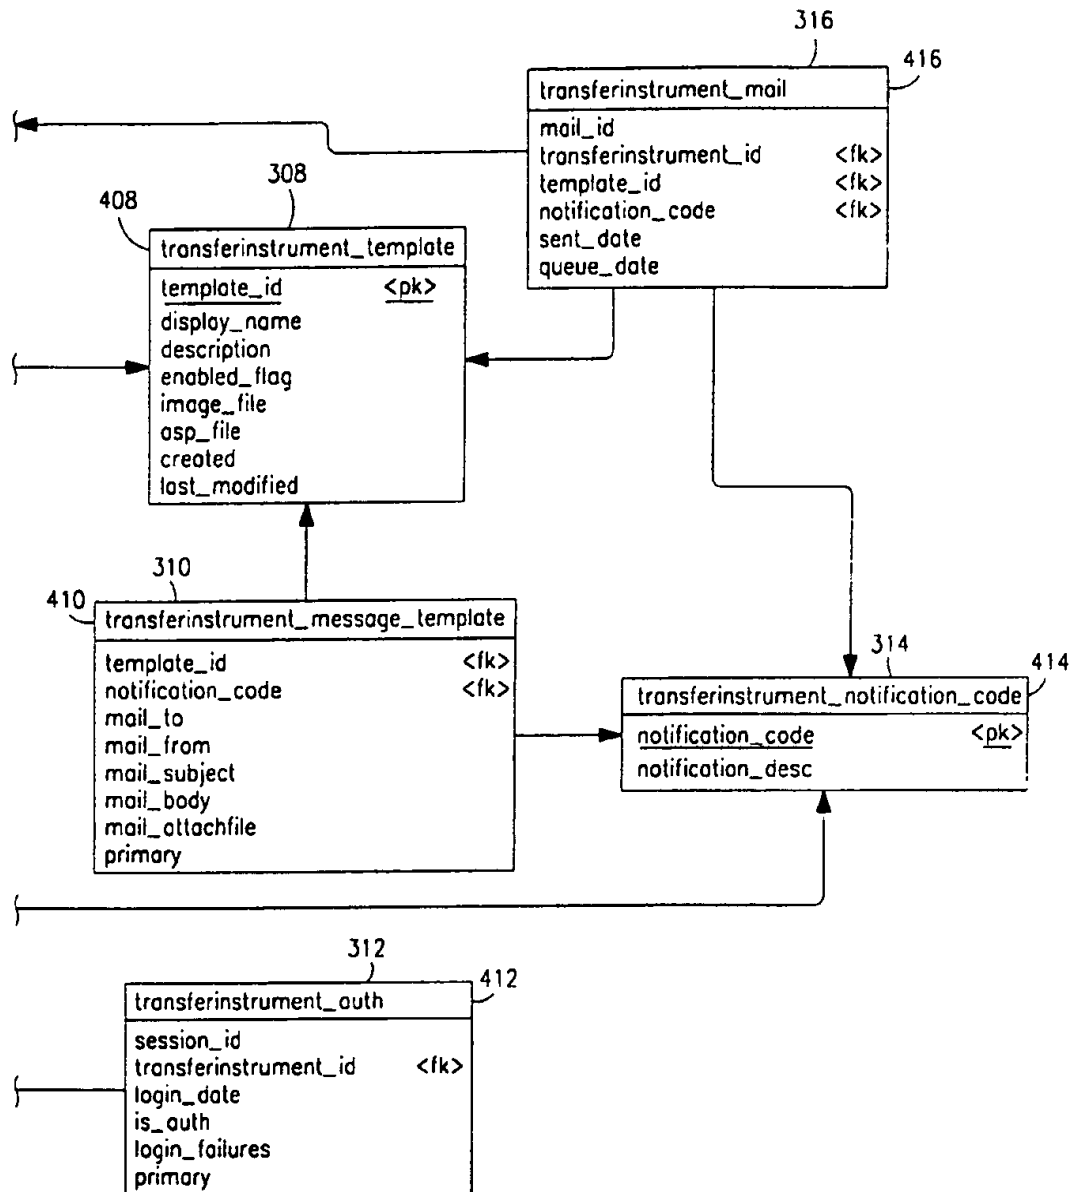 316
416
transferinstrument_mail
mail_id
transferinstrument_id <fk>
template_id <fk>
notification_code <fk>
sent_date
queue_date
308
408
transferinstrument_template
template_id <pk>
display_name
description
enabled_flag
image_file
asp_file
created
last_modified
310
410
transferinstrument_message_template
template_id <fk>
notification_code <fk>
mail_to
mail_from
mail_subject
mail_body
mail_attachfile
primary
314
414
transferinstrument_notification_code
notification_code <pk>
notification_desc
312
412
transferinstrument_auth
session_id
transferinstrument_id <fk>
login_date
is_auth
login_failures
primary